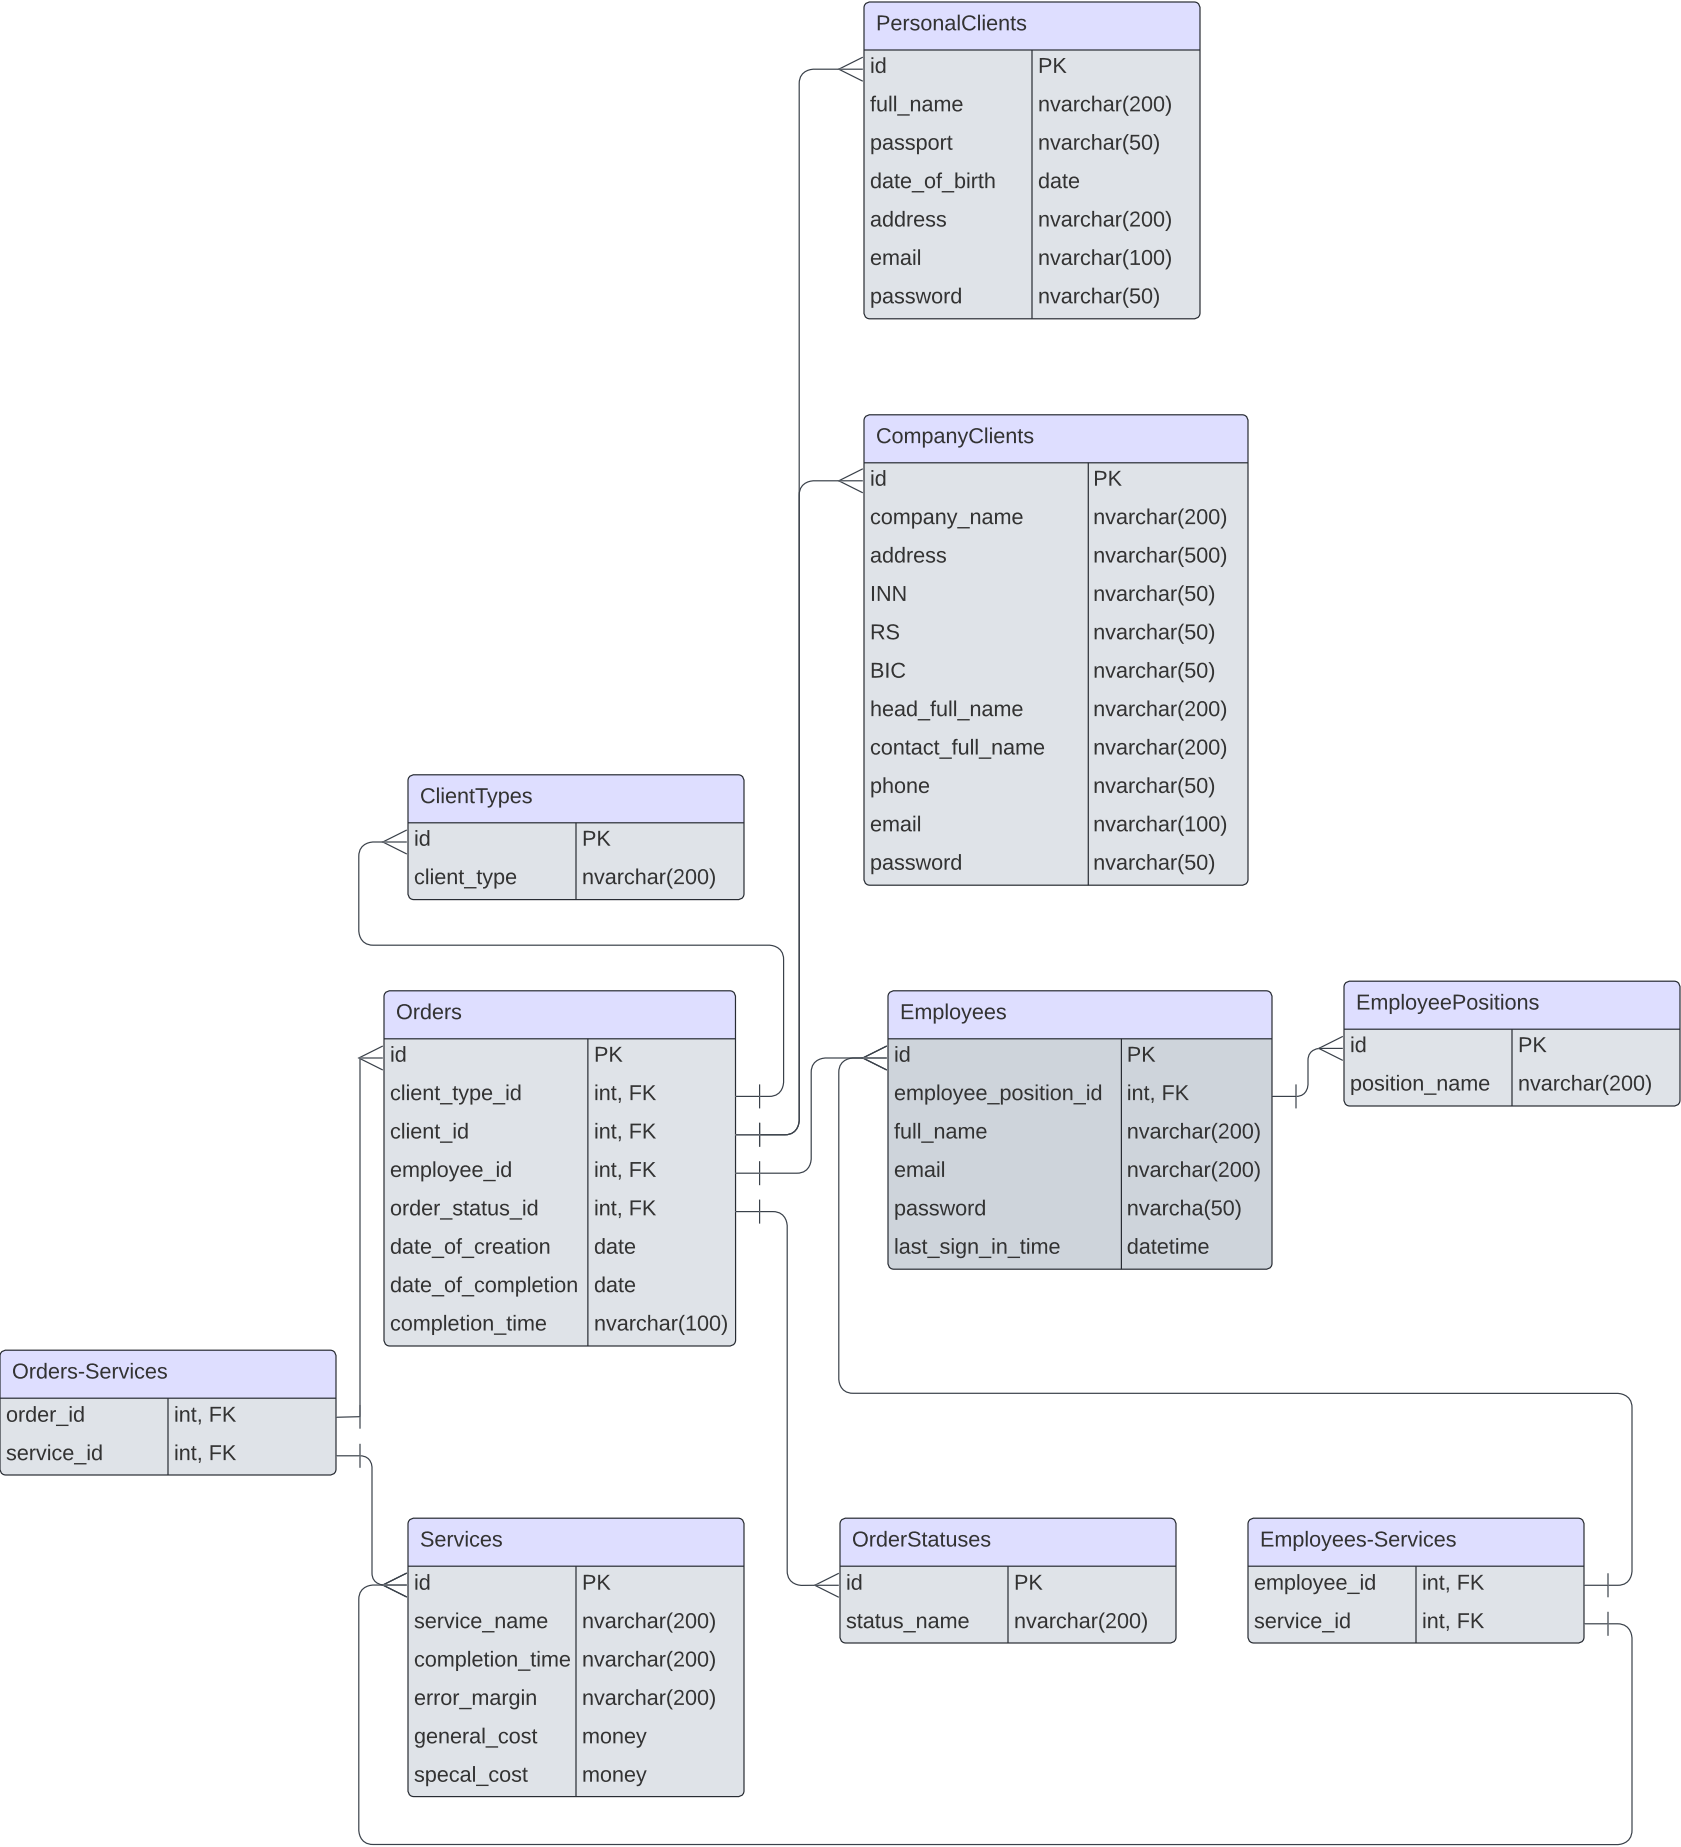 PersonalClients
id PK
full_name nvarchar(200)
passport nvarchar(50)
date_of_birth date
address nvarchar(200)
email nvarchar(100)
password nvarchar(50)
CompanyClients
id PK
company_name nvarchar(200)
address nvarchar(500)
INN nvarchar(50)
RS nvarchar(50)
BIC nvarchar(50)
head_full_name nvarchar(200)
contact_full_name nvarchar(200)
phone nvarchar(50)
email nvarchar(100)
password nvarchar(50)
ClientTypes
id PK
client_type nvarchar(200)
Orders
id PK
client_type_id int, FK
client_id int, FK
employee_id int, FK
order_status_id int, FK
date_of_creation date
date_of_completion date
completion_time nvarchar(100)
Employees
id PK
employee_position_id int, FK
full_name nvarchar(200)
email nvarchar(200)
password nvarcha(50)
last_sign_in_time datetime
EmployeePositions
id PK
position_name nvarchar(200)
Orders-Services
order_id int, FK
service_id int, FK
Services
id PK
service_name nvarchar(200)
completion_time nvarchar(200)
error_margin nvarchar(200)
general_cost money
specal_cost money
OrderStatuses
id PK
status_name nvarchar(200)
Employees-Services
employee_id int, FK
service_id int, FK